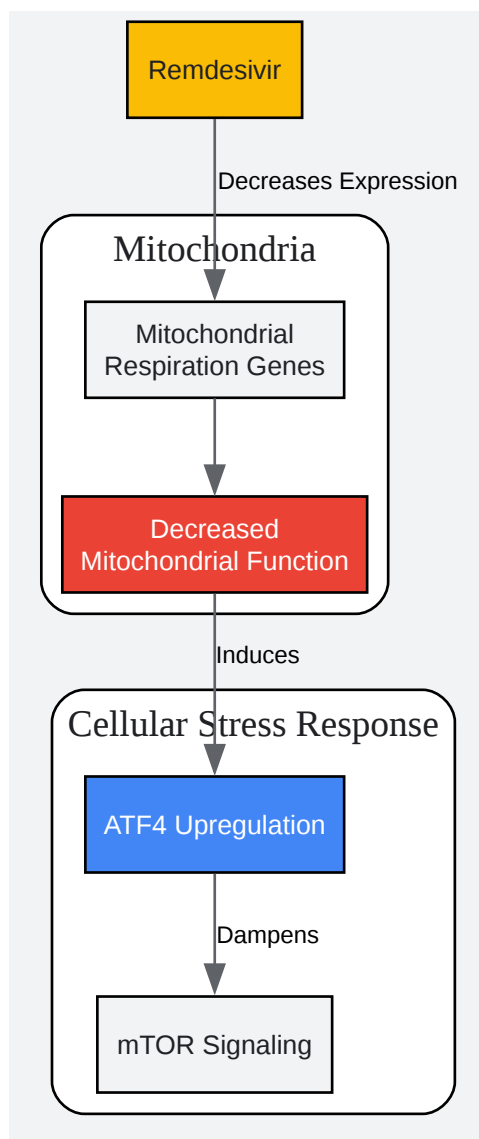 Remdesivir
Decreases Expression
Mitochondria
Mitochondrial
Respiration Genes
Decreased
Mitochondrial Function
Induces
Cellular Stress Response
ATF4 Upregulation
Dampens
mTOR Signaling